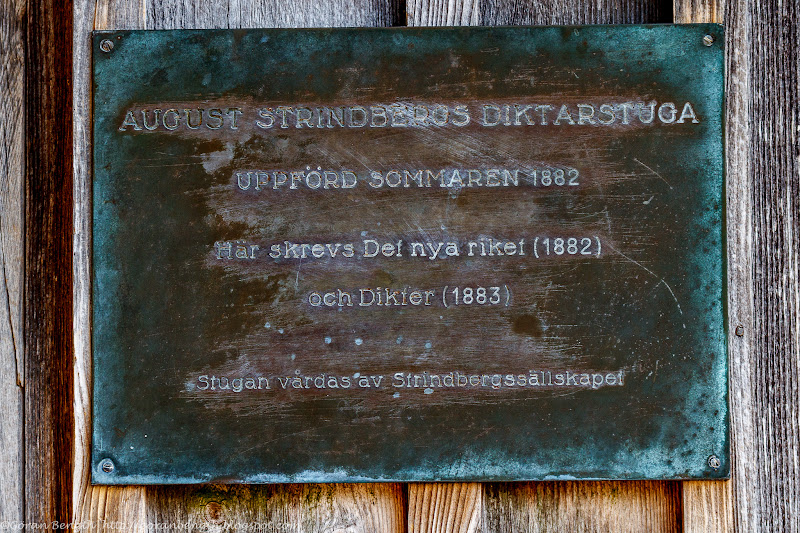 AUGUST STRINDBERGS DIKTARSTUGA
UPPFÖRD SOMMAREN 1882
Här skrevs Det nya riket (1882)
och Dikter (1883)
Stugan vårdas av Strindbergssällskapet